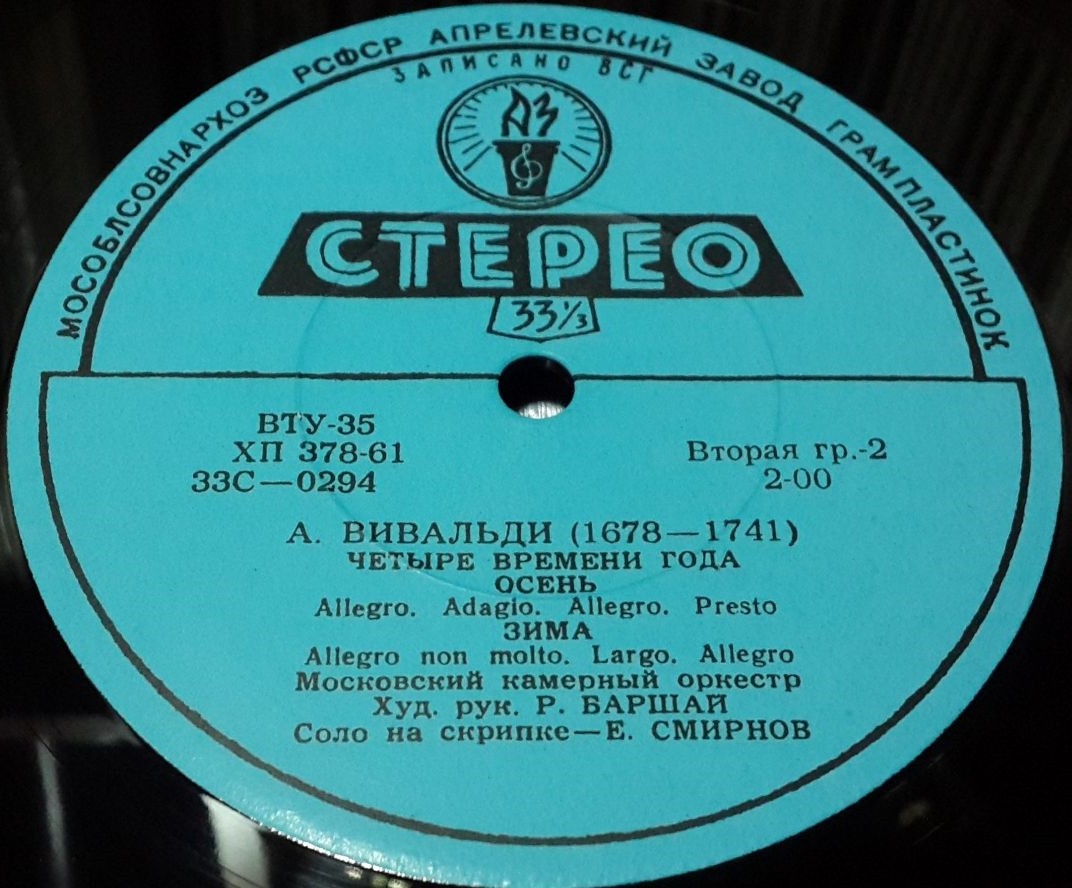 МОСОБЛСОВНАРХОЗ РСФСР АПРЕЛЕВСКИЙ ЗАВОД ГРАМПЛАСТИНОК
ЗАПИСАНО ВСГ
АЗ
СТЕРЕО
33⅓
ВТУ-35
ХП 378-61
33С—0294
Вторая гр.-2
2-00
А. ВИВАЛЬДИ (1678—1741)
ЧЕТЫРЕ ВРЕМЕНИ ГОДА
ОСЕНЬ
Allegro. Adagio. Allegro. Presto
ЗИМА
Allegro non molto. Largo. Allegro
Московский камерный оркестр
Худ. рук. Р. БАРШАЙ
Соло на скрипке—Е. СМИРНОВ